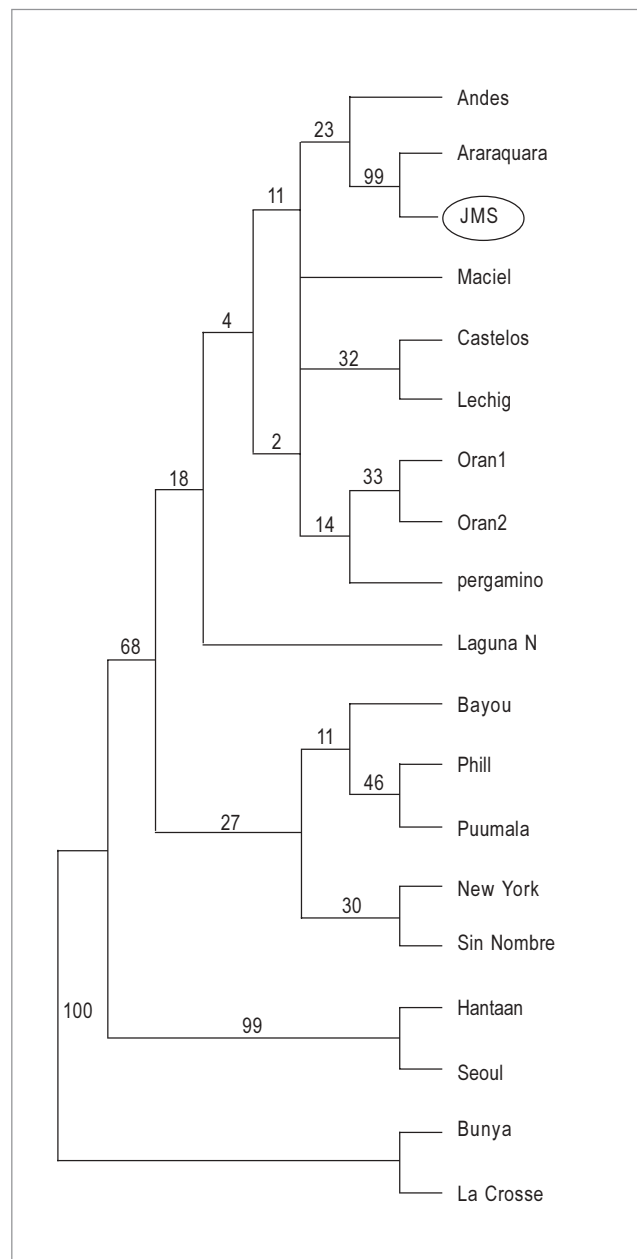 Andes
23
Araraquara
99
11
JMS
Maciel
4
Castelos
32
Lechig
2
Oran1
18
33
14
Oran2
pergamino
68
Laguna N
Bayou
11
Phill
46
27
Puumala
New York
30
Sin Nombre
100
Hantaan
99
Seoul
Bunya
La Crosse